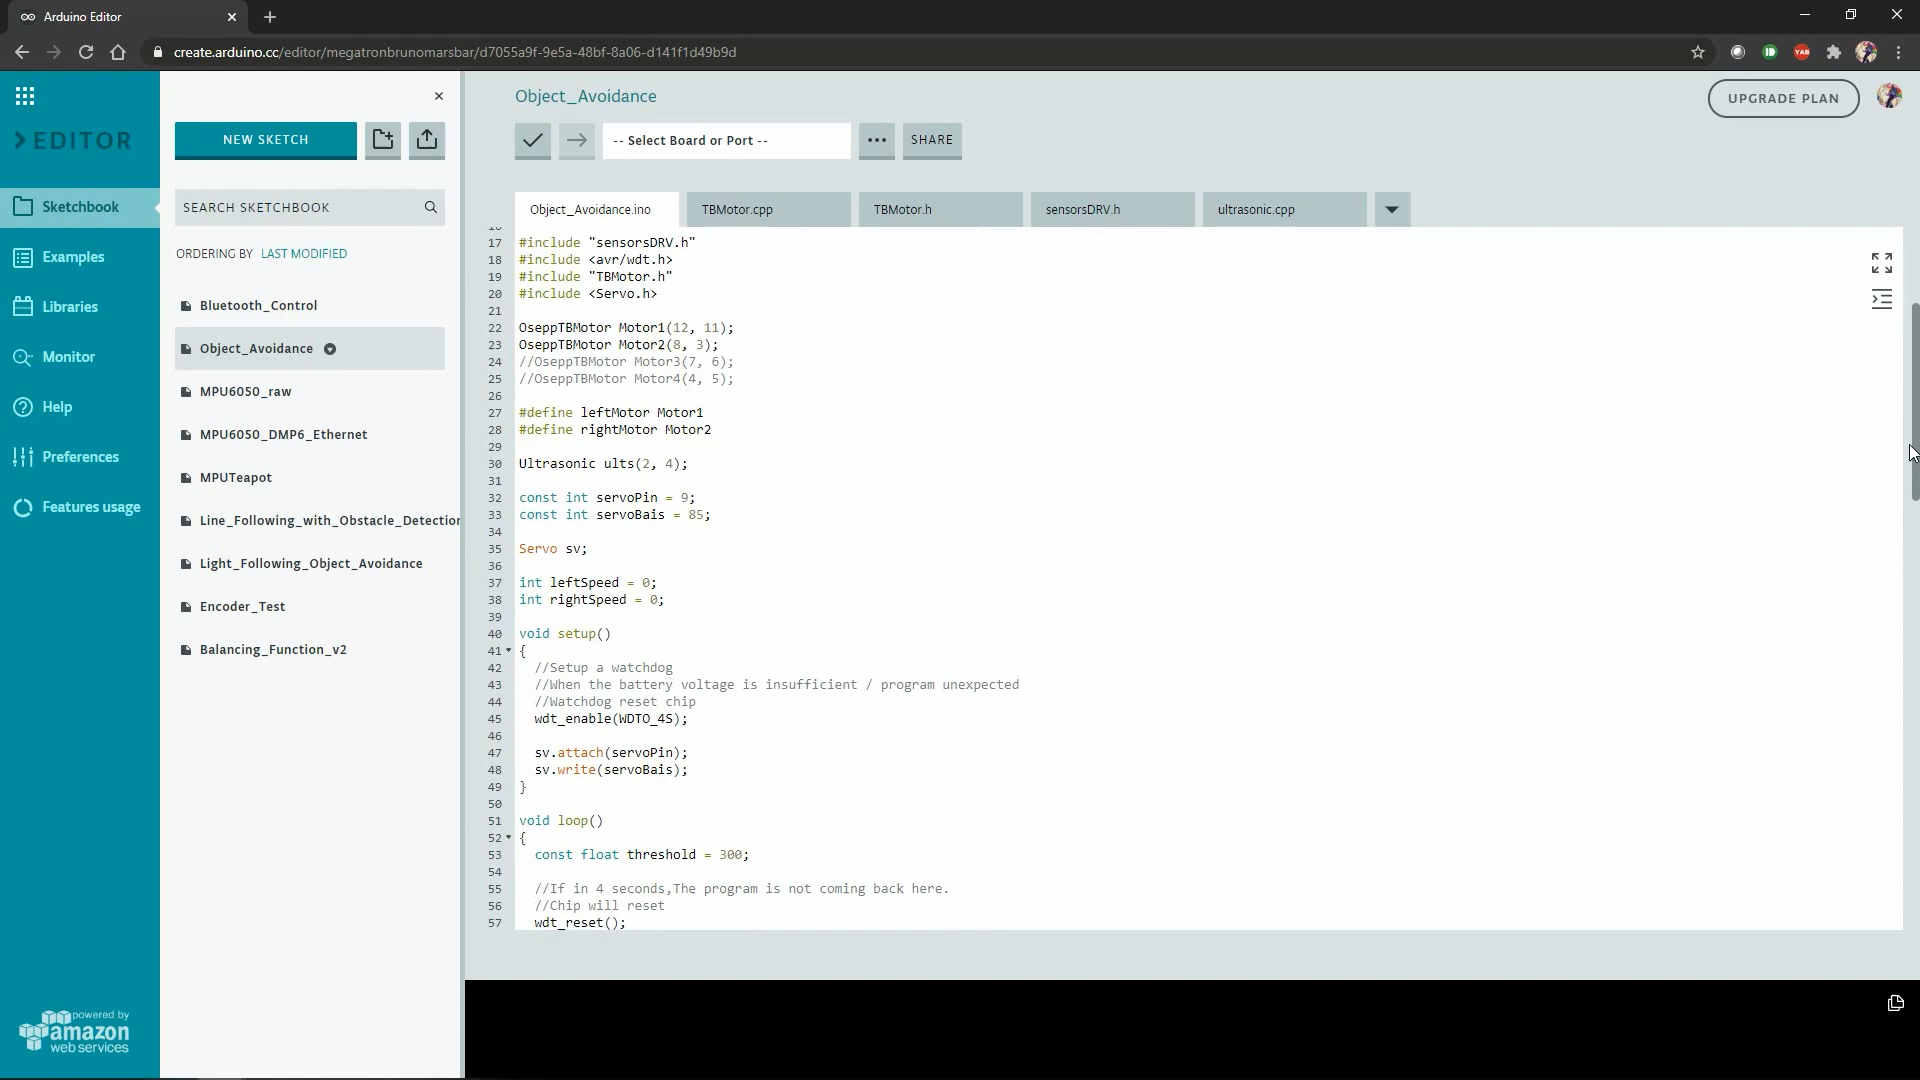 Arduino Editor
create.arduino.cc/editor/megatronbrunomarsbar/d7055a9f-9e5a-48bf-8a06-d141f1d49b9d
EDITOR
Sketchbook
Examples
Libraries
Monitor
Help
Preferences
Features usage
powered by
amazon
web services
NEW SKETCH
SEARCH SKETCHBOOK
ORDERING BY LAST MODIFIED
Bluetooth_Control
Object_Avoidance
MPU6050_raw
MPU6050_DMP6_Ethernet
MPUTeapot
Line_Following_with_Obstacle_Detection
Light_Following_Object_Avoidance
Encoder_Test
Balancing_Function_v2
Object_Avoidance
UPGRADE PLAN
-- Select Board or Port --
SHARE
Object_Avoidance.ino
TBMotor.cpp
TBMotor.h
sensorsDRV.h
ultrasonic.cpp
17 #include "sensorsDRV.h"
18 #include <avr/wdt.h>
19 #include "TBMotor.h"
20 #include <Servo.h>
21
22 OseppTBMotor Motor1(12, 11);
23 OseppTBMotor Motor2(8, 3);
24 //OseppTBMotor Motor3(7, 6);
25 //OseppTBMotor Motor4(4, 5);
26
27 #define leftMotor Motor1
28 #define rightMotor Motor2
29
30 Ultrasonic ults(2, 4);
31
32 const int servoPin = 9;
33 const int servoBais = 85;
34
35 Servo sv;
36
37 int leftSpeed = 0;
38 int rightSpeed = 0;
39
40 void setup()
41 {
42 //Setup a watchdog
43 //When the battery voltage is insufficient / program unexpected
44 //Watchdog reset chip
45 wdt_enable(WDTO_4S);
46
47 sv.attach(servoPin);
48 sv.write(servoBais);
49 }
50
51 void loop()
52 {
53 const float threshold = 300;
54
55 //If in 4 seconds,The program is not coming back here.
56 //Chip will reset
57 wdt_reset();